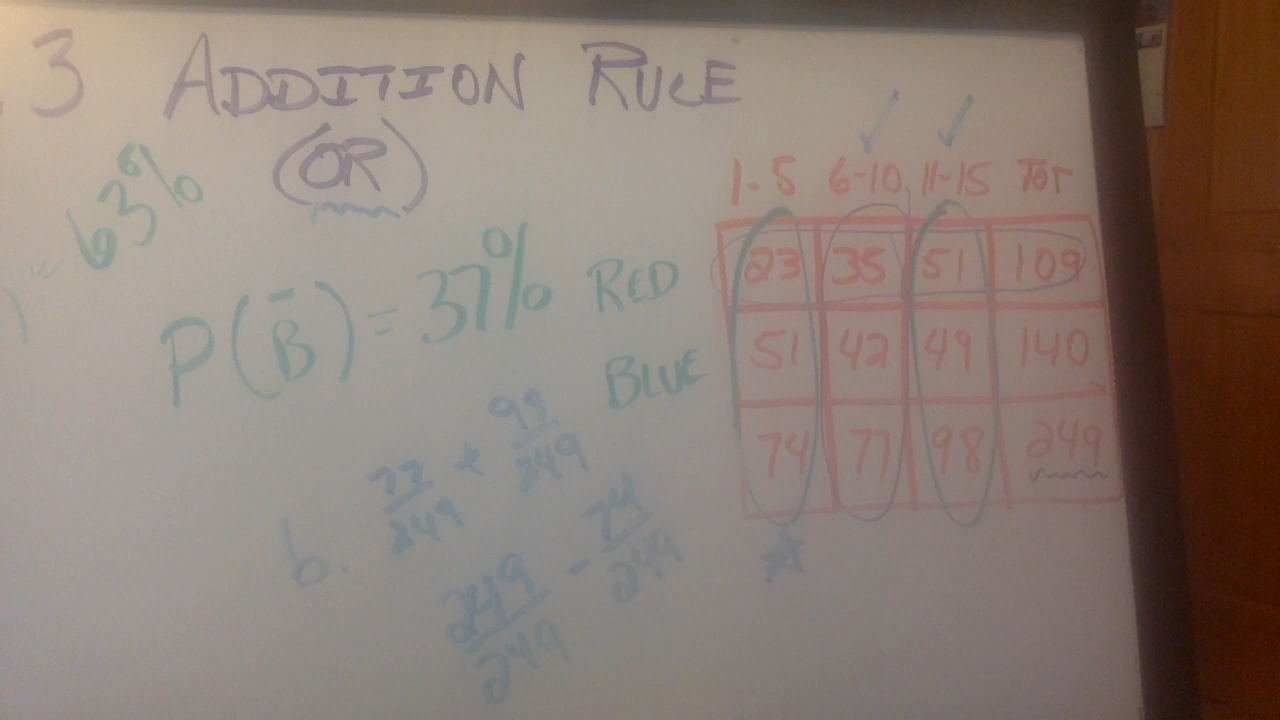 .3 ADDITION RULE
(OR)
63%
P(B̄) = 37%
1-5 6-10 11-15 TOT
RED 23 35 51 109
BLUE 51 42 49 140
74 77 98 249
b. 77/249 + 98/249
249/249 - 74/249